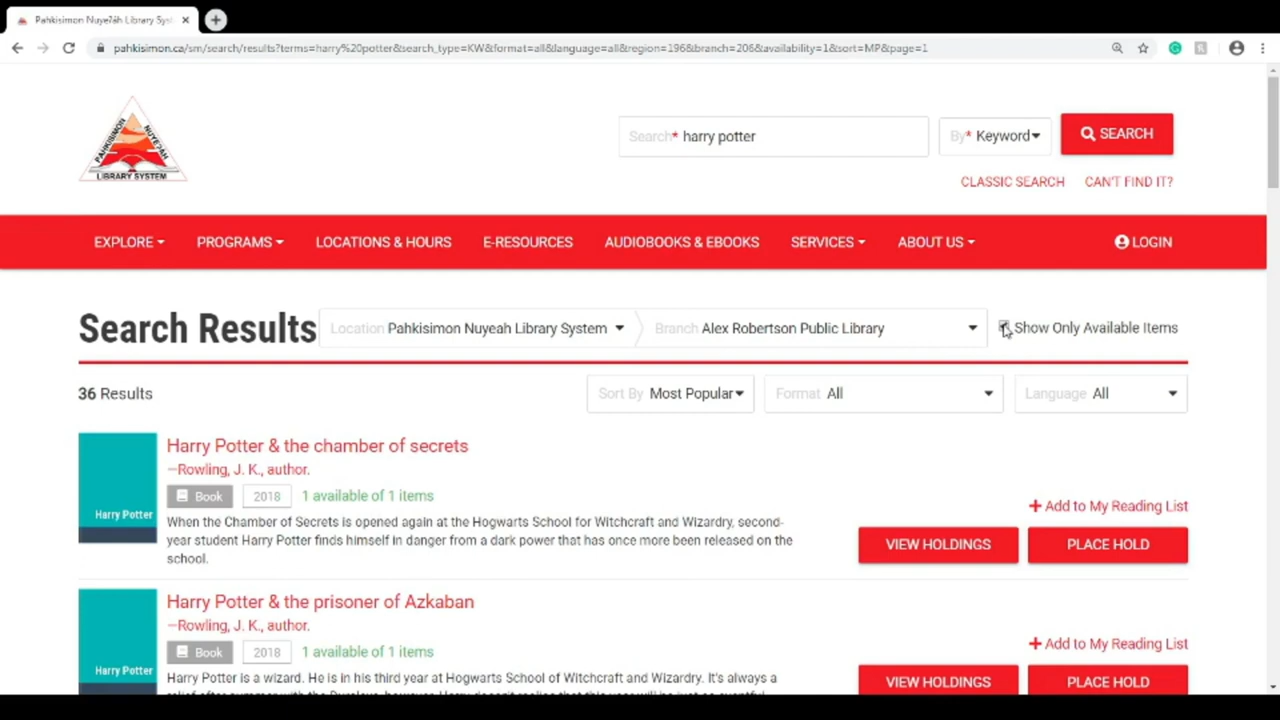 Pahkisimon Nuye?áh Library Syst
pahkisimon.ca/sm/search/results?terms=harry%20potter&search_type=KW&format=all&language=all&region=196&branch=206&availability=1&sort=MP&page=1
PAHKISIMON NUYE?ÁH
LIBRARY SYSTEM
Search* harry potter
By* Keyword
SEARCH
CLASSIC SEARCH CAN'T FIND IT?
EXPLORE PROGRAMS LOCATIONS & HOURS E-RESOURCES AUDIOBOOKS & EBOOKS SERVICES ABOUT US LOGIN
Search Results Location Pahkisimon Nuyeah Library System Branch Alex Robertson Public Library Show Only Available Items
36 Results Sort By Most Popular Format All Language All
Harry Potter & the chamber of secrets
—Rowling, J. K., author.
Book 2018 1 available of 1 items
Harry Potter
When the Chamber of Secrets is opened again at the Hogwarts School for Witchcraft and Wizardry, second-
year student Harry Potter finds himself in danger from a dark power that has once more been released on the
school.
+ Add to My Reading List
VIEW HOLDINGS PLACE HOLD
Harry Potter & the prisoner of Azkaban
—Rowling, J. K., author.
Book 2018 1 available of 1 items
Harry Potter
Harry Potter is a wizard. He is in his third year at Hogwarts School of Witchcraft and Wizardry. It's always a
+ Add to My Reading List
VIEW HOLDINGS PLACE HOLD